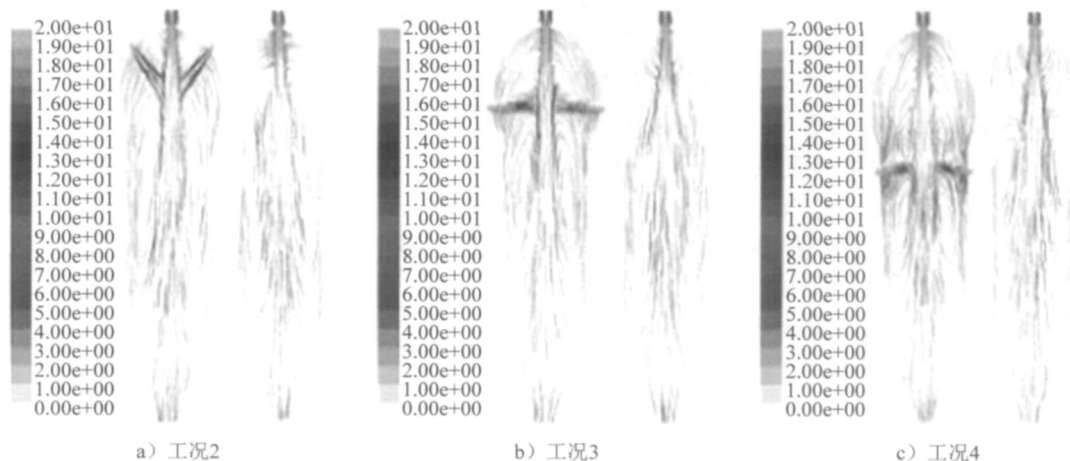 2.00e+01
1.90e+01
1.80e+01
1.70e+01
1.60e+01
1.50e+01
1.40e+01
1.30e+01
1.20e+01
1.10e+01
1.00e+01
9.00e+00
8.00e+00
7.00e+00
6.00e+00
5.00e+00
4.00e+00
3.00e+00
2.00e+00
1.00e+00
0.00e+00
a）工况2
2.00e+01
1.90e+01
1.80e+01
1.70e+01
1.60e+01
1.50e+01
1.40e+01
1.30e+01
1.20e+01
1.10e+01
1.00e+01
9.00e+00
8.00e+00
7.00e+00
6.00e+00
5.00e+00
4.00e+00
3.00e+00
2.00e+00
1.00e+00
0.00e+00
b）工况3
2.00e+01
1.90e+01
1.80e+01
1.70e+01
1.60e+01
1.50e+01
1.40e+01
1.30e+01
1.20e+01
1.10e+01
1.00e+01
9.00e+00
8.00e+00
7.00e+00
6.00e+00
5.00e+00
4.00e+00
3.00e+00
2.00e+00
1.00e+00
0.00e+00
c）工况4